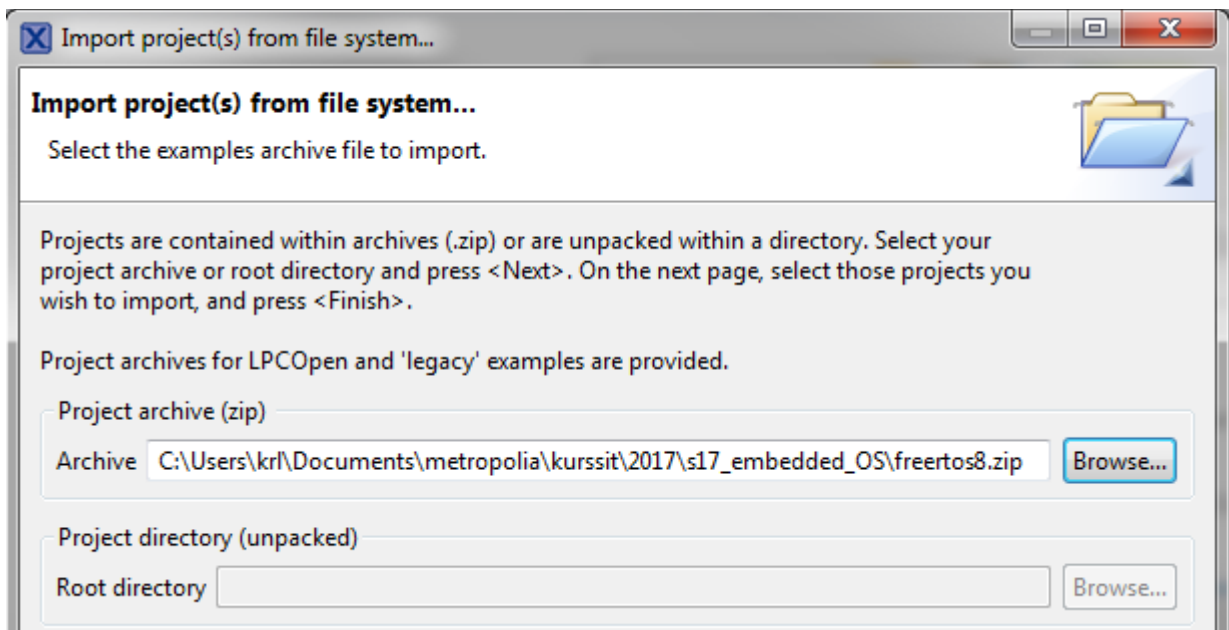 Import project(s) from file system...
Import project(s) from file system...
Select the examples archive file to import.
Projects are contained within archives (.zip) or are unpacked within a directory. Select your
project archive or root directory and press <Next>. On the next page, select those projects you
wish to import, and press <Finish>.
Project archives for LPCOpen and 'legacy' examples are provided.
Project archive (zip)
Archive C:\Users\krl\Documents\metropolia\kurssit\2017\s17_embedded_OS\freertos8.zip Browse...
Project directory (unpacked)
Root directory Browse...